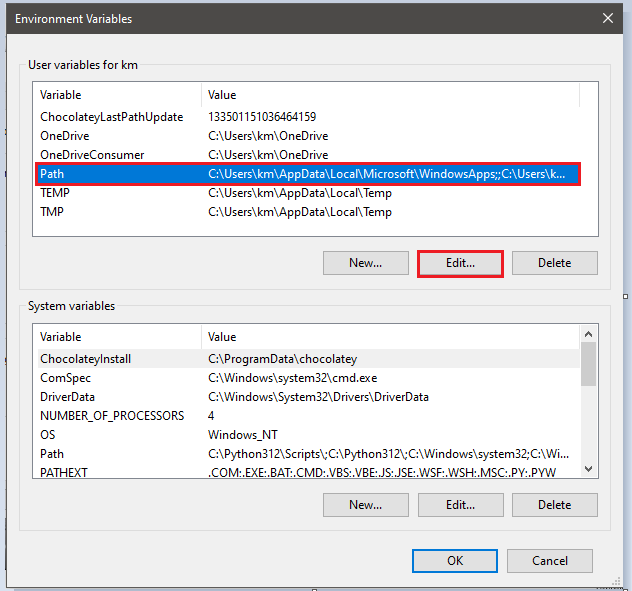 Environment Variables
User variables for km
Variable Value
ChocolateyLastPathUpdate 133501151036464159
OneDrive C:\Users\km\OneDrive
OneDriveConsumer C:\Users\km\OneDrive
Path C:\Users\km\AppData\Local\Microsoft\WindowsApps;;C:\Users\k...
TEMP C:\Users\km\AppData\Local\Temp
TMP C:\Users\km\AppData\Local\Temp
New... Edit... Delete
System variables
Variable Value
ChocolateyInstall C:\ProgramData\chocolatey
ComSpec C:\Windows\system32\cmd.exe
DriverData C:\Windows\System32\Drivers\DriverData
NUMBER_OF_PROCESSORS 4
OS Windows_NT
Path C:\Python312\Scripts\;C:\Python312\;C:\Windows\system32;C:\Wi...
PATHEXT .COM;.EXE;.BAT;.CMD;.VBS;.VBE;.JS;.JSE;.WSF;.WSH;.MSC;.PY;.PYW
New... Edit... Delete
OK Cancel